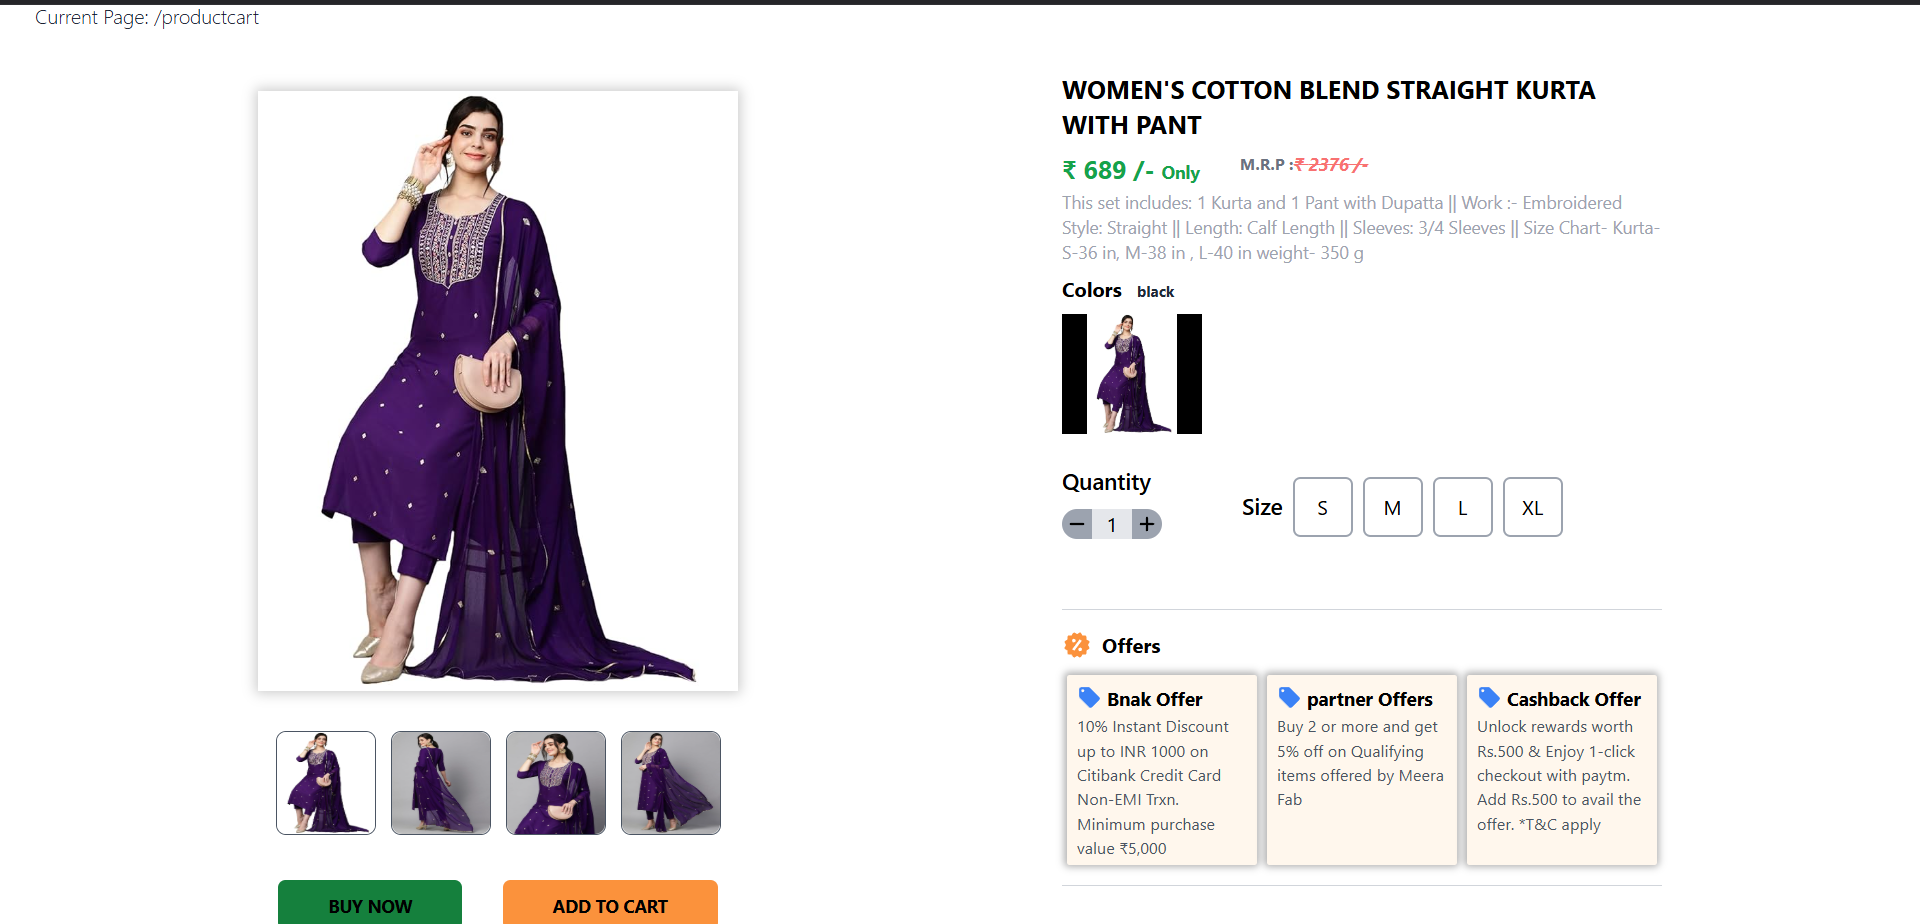 Current Page: /productcart
WOMEN'S COTTON BLEND STRAIGHT KURTA
WITH PANT
₹ 689 /- Only
M.R.P :₹ 2376 /-
This set includes: 1 Kurta and 1 Pant with Dupatta || Work :- Embroidered
Style: Straight || Length: Calf Length || Sleeves: 3/4 Sleeves || Size Chart- Kurta-
S-36 in, M-38 in , L-40 in weight- 350 g
Colors black
Quantity
− 1 +
Size S M L XL
Offers
Bnak Offer
10% Instant Discount
up to INR 1000 on
Citibank Credit Card
Non-EMI Trxn.
Minimum purchase
value ₹5,000
partner Offers
Buy 2 or more and get
5% off on Qualifying
items offered by Meera
Fab
Cashback Offer
Unlock rewards worth
Rs.500 & Enjoy 1-click
checkout with paytm.
Add Rs.500 to avail the
offer. *T&C apply
BUY NOW
ADD TO CART